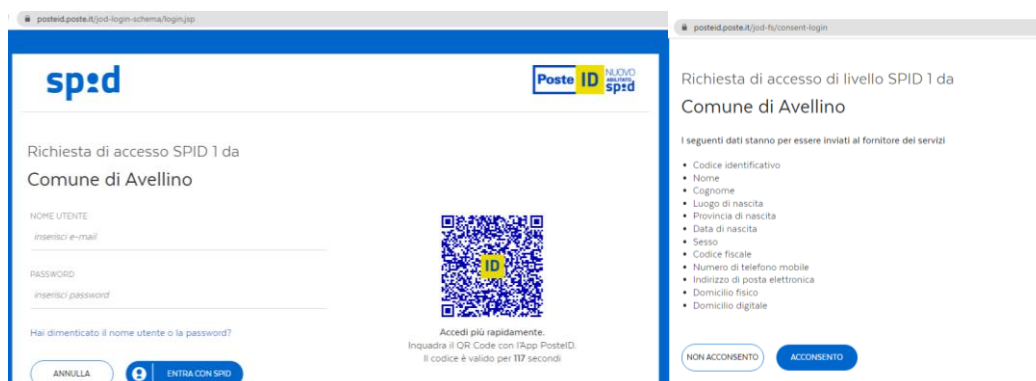 posteid.poste.it/jod-login-schema/login.jsp
spid
Poste ID NUOVO
ABILITATO
spid
Richiesta di accesso SPID 1 da
Comune di Avellino
NOME UTENTE
inserisci e-mail
PASSWORD
inserisci password
Hai dimenticato il nome utente o la password?
ANNULLA
ENTRA CON SPID
ID
Accedi più rapidamente.
Inquadra il QR Code con l'App PosteID.
Il codice è valido per 117 secondi
posteid.poste.it/jod-fs/consent-login
Richiesta di accesso di livello SPID 1 da
Comune di Avellino
I seguenti dati stanno per essere inviati al fornitore dei servizi
• Codice identificativo
• Nome
• Cognome
• Luogo di nascita
• Provincia di nascita
• Data di nascita
• Sesso
• Codice fiscale
• Numero di telefono mobile
• Indirizzo di posta elettronica
• Domicilio fisico
• Domicilio digitale
NON ACCONSENTO
ACCONSENTO